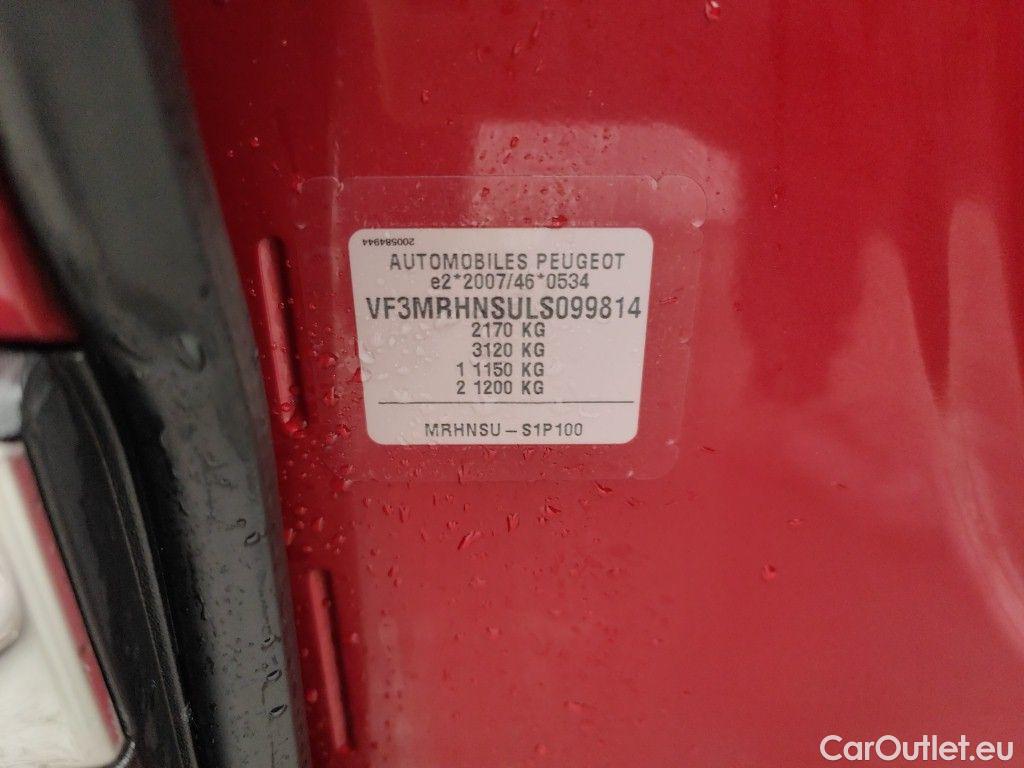 200584944
AUTOMOBILES PEUGEOT
e2*2007/46*0534
VF3MRHNSULS099814
2170 KG
3120 KG
1 1150 KG
2 1200 KG
MRHNSU-S1P100
CarOutlet.eu